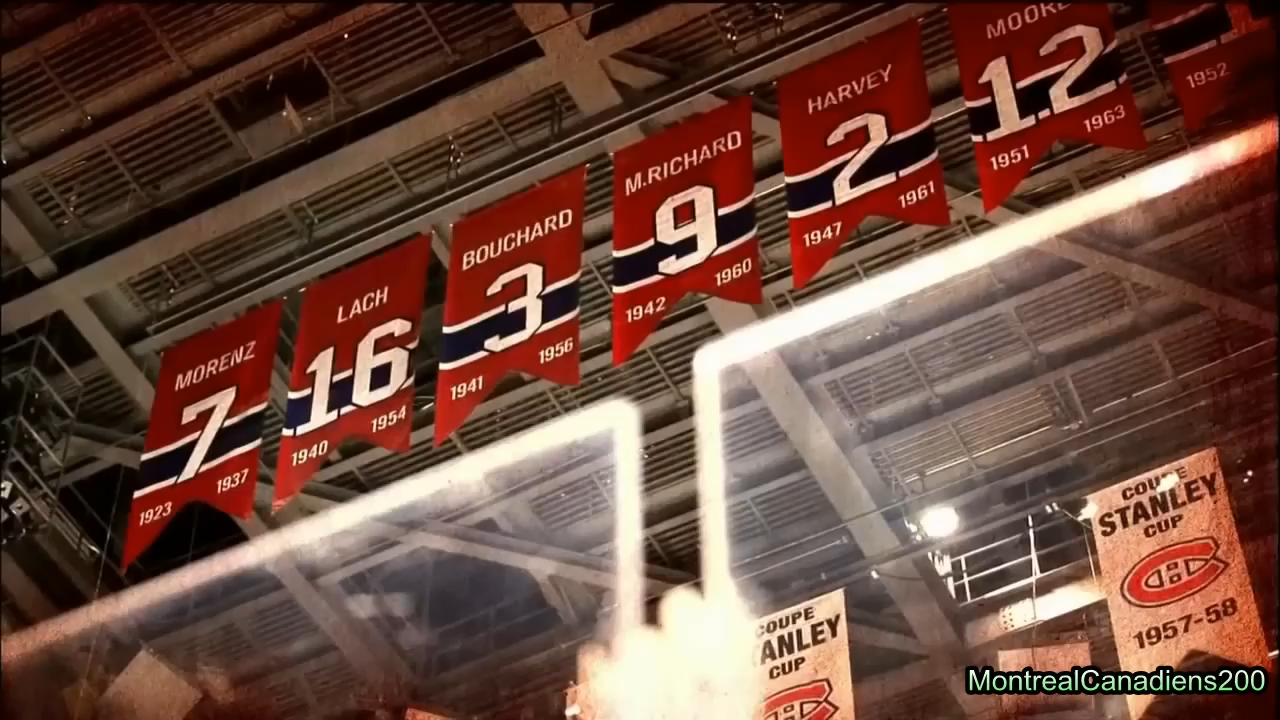 MORENZ
7
1923 1937
LACH
16
1940 1954
BOUCHARD
3
1941 1956
M.RICHARD
9
1942 1960
HARVEY
2
1947 1961
MOORE
12
1951 1963
1952
COUPE
STANLEY
CUP
1957-58
COUPE
TANLEY
CUP
MontrealCanadiens200